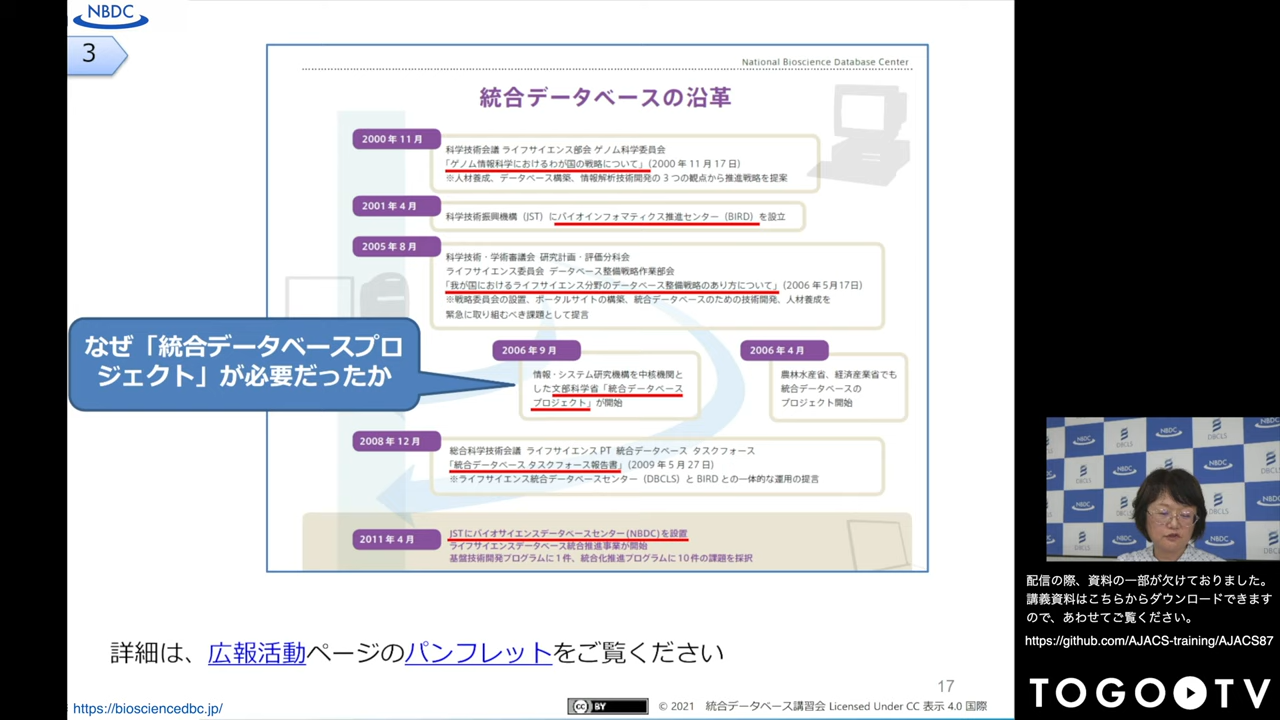 NBDC
3
National Bioscience Database Center
統合データベースの沿革
2000年11月
科学技術会議 ライフサイエンス部会 ゲノム科学委員会
「ゲノム情報科学におけるわが国の戦略について」(2000年11月17日)
※人材養成、データベース構築、情報解析技術開発の3つの観点から推進戦略を提案
2001年4月
科学技術振興機構(JST)にバイオインフォマティクス推進センター(BIRD)を設立
2005年8月
科学技術・学術審議会 研究計画・評価分科会
ライフサイエンス委員会 データベース整備戦略作業部会
「我が国におけるライフサイエンス分野のデータベース整備戦略のあり方について」(2006年5月17日)
※戦略委員会の設置、ポータルサイトの構築、統合データベースのための技術開発、人材養成を
緊急に取り組むべき課題として提言
なぜ「統合データベースプロ
ジェクト」が必要だったか
2006年9月
情報・システム研究機構を中核機関と
した文部科学省「統合データベース
プロジェクト」が開始
2006年4月
農林水産省、経済産業省でも
統合データベースの
プロジェクト開始
2008年12月
総合科学技術会議 ライフサイエンスPT 統合データベース タスクフォース
「統合データベース タスクフォース報告書」(2009年5月27日)
※ライフサイエンス統合データベースセンター(DBCLS)とBIRDとの一体的な運用の提言
2011年4月
JSTにバイオサイエンスデータベースセンター(NBDC)を設置
ライフサイエンスデータベース統合推進事業が開始
基盤技術開発プログラムに1件、統合化推進プログラムに10件の課題を採択
詳細は、広報活動ページのパンフレットをご覧ください
17
https://biosciencedbc.jp/
cc BY
© 2021 統合データベース講習会 Licensed Under CC 表示 4.0 国際
NBDC
DBCLS
配信の際、資料の一部が欠けておりました。
講義資料はこちらからダウンロードできます
ので、あわせてご覧ください。
https://github.com/AJACS-training/AJACS87
TOGO TV